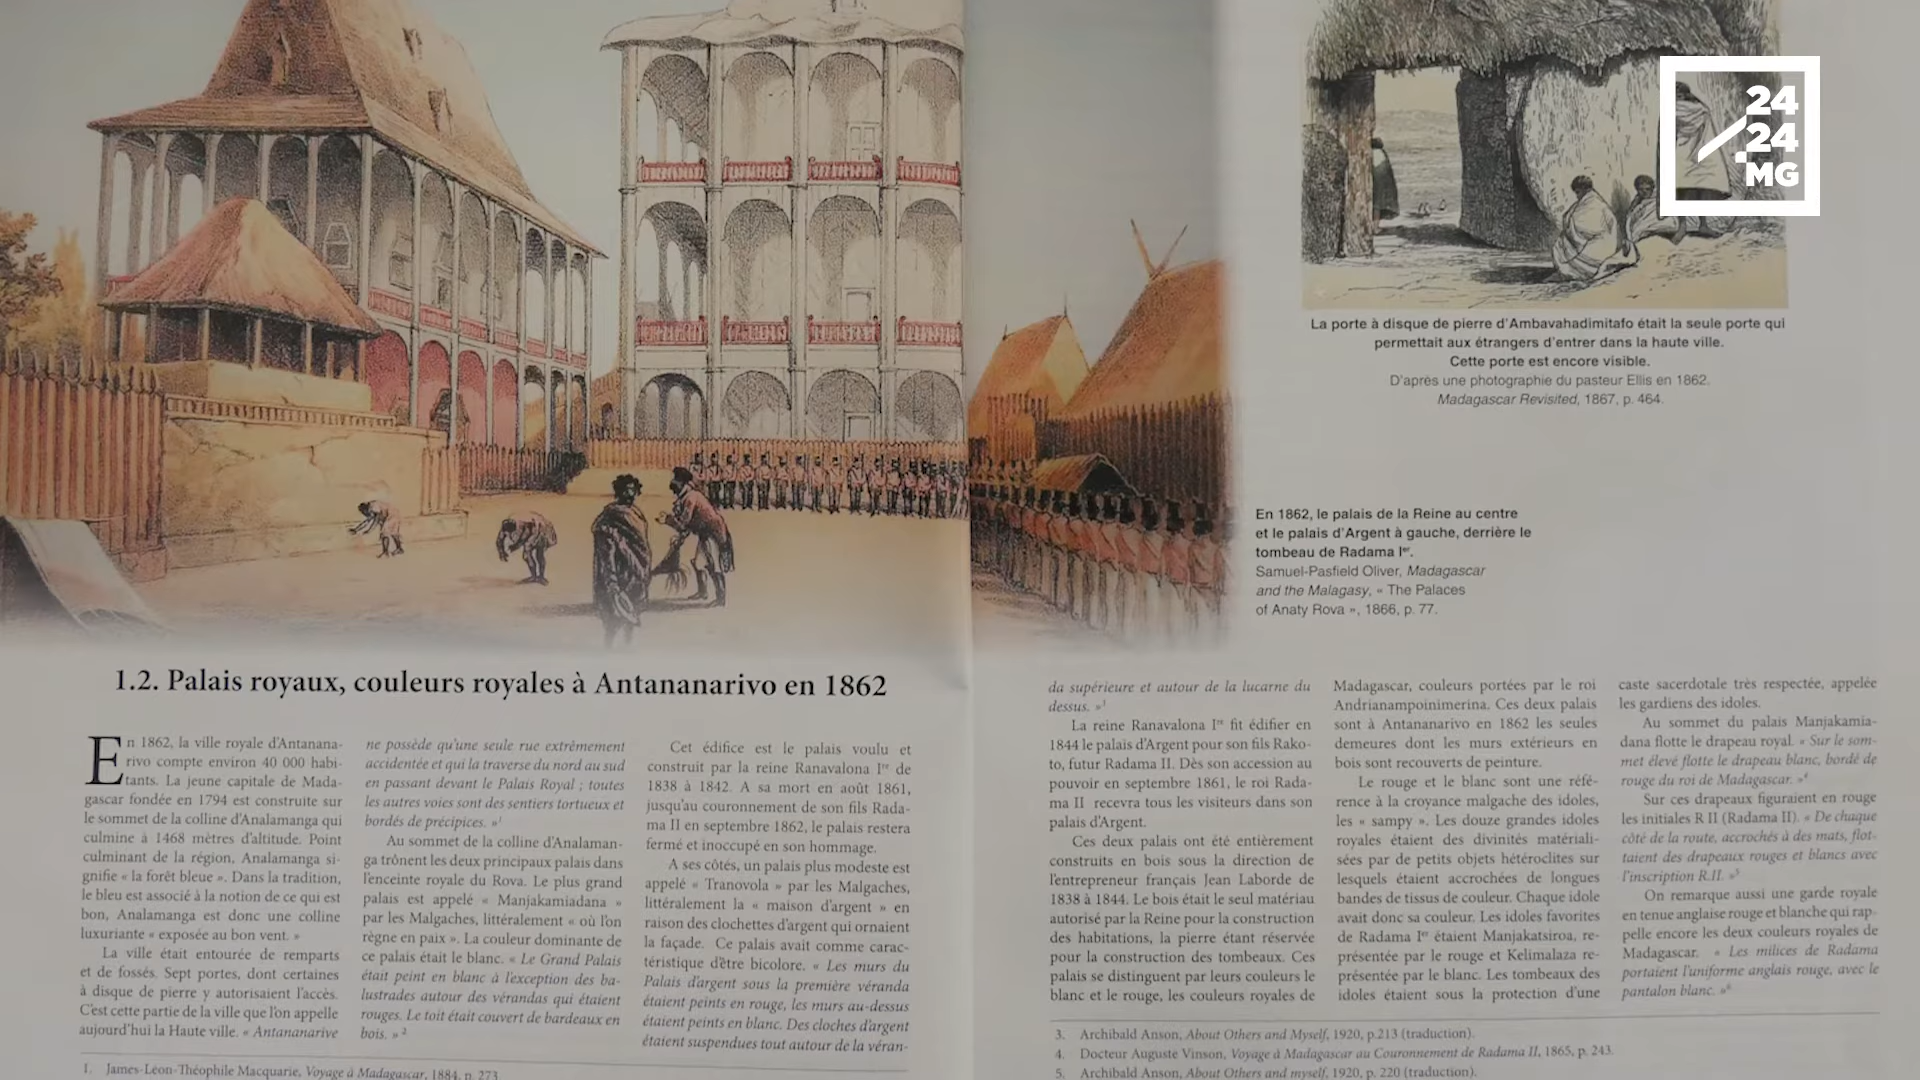 24
24
MG
La porte à disque de pierre d'Ambavahadimitafo était la seule porte qui
permettait aux étrangers d'entrer dans la haute ville.
Cette porte est encore visible.
D'après une photographie du pasteur Ellis en 1862.
Madagascar Revisited, 1867, p. 464.
En 1862, le palais de la Reine au centre
et le palais d'Argent à gauche, derrière le
tombeau de Radama Ier.
Samuel-Pasfield Oliver, Madagascar
and the Malagasy, « The Palaces
of Anaty Rova », 1866, p. 77.
1.2. Palais royaux, couleurs royales à Antananarivo en 1862
En 1862, la ville royale d'Antanana-
rivo compte environ 40 000 habi-
tants. La jeune capitale de Mada-
gascar fondée en 1794 est construite sur
le sommet de la colline d'Analamanga qui
culmine à 1468 mètres d'altitude. Point
culminant de la région, Analamanga si-
gnifie « la forêt bleue ». Dans la tradition,
le bleu est associé à la notion de ce qui est
bon, Analamanga est donc une colline
luxuriante « exposée au bon vent. »
La ville était entourée de remparts
et de fossés. Sept portes, dont certaines
à disque de pierre y autorisaient l'accès.
C'est cette partie de la ville que l'on appelle
aujourd'hui la Haute ville. « Antananarive
ne possède qu'une seule rue extrêmement
accidentée et qui la traverse du nord au sud
en passant devant le Palais Royal ; toutes
les autres voies sont des sentiers tortueux et
bordés de précipices. »1
Au sommet de la colline d'Analaman-
ga trônent les deux principaux palais dans
l'enceinte royale du Rova. Le plus grand
palais est appelé « Manjakamiadana »
par les Malgaches, littéralement « où l'on
règne en paix ». La couleur dominante de
ce palais était le blanc. « Le Grand Palais
était peint en blanc à l'exception des ba-
lustrades autour des vérandas qui étaient
rouges. Le toit était couvert de bardeaux en
bois. » 2
Cet édifice est le palais voulu et
construit par la reine Ranavalona Ire de
1838 à 1842. A sa mort en août 1861,
jusqu'au couronnement de son fils Rada-
ma II en septembre 1862, le palais restera
fermé et inoccupé en son hommage.
A ses côtés, un palais plus modeste est
appelé « Tranovola » par les Malgaches,
littéralement la « maison d'argent » en
raison des clochettes d'argent qui ornaient
la façade. Ce palais avait comme carac-
téristique d'être bicolore. « Les murs du
Palais d'argent sous la première véranda
étaient peints en rouge, les murs au-dessus
étaient peints en blanc. Des cloches d'argent
étaient suspendues tout autour de la véran-
da supérieure et autour de la lucarne du
dessus. »3
La reine Ranavalona Ire fit édifier en
1844 le palais d'Argent pour son fils Rako-
to, futur Radama II. Dès son accession au
pouvoir en septembre 1861, le roi Rada-
ma II recevra tous les visiteurs dans son
palais d'Argent.
Ces deux palais ont été entièrement
construits en bois sous la direction de
l'entrepreneur français Jean Laborde de
1838 à 1844. Le bois était le seul matériau
autorisé par la Reine pour la construction
des habitations, la pierre étant réservée
pour la construction des tombeaux. Ces
palais se distinguent par leurs couleurs le
blanc et le rouge, les couleurs royales de
Madagascar, couleurs portées par le roi
Andrianampoinimerina. Ces deux palais
sont à Antananarivo en 1862 les seules
demeures dont les murs extérieurs en
bois sont recouverts de peinture.
Le rouge et le blanc sont une réfé-
rence à la croyance malgache des idoles,
les « sampy ». Les douze grandes idoles
royales étaient des divinités matériali-
sées par de petits objets hétéroclites sur
lesquels étaient accrochées de longues
bandes de tissus de couleur. Chaque idole
avait donc sa couleur. Les idoles favorites
de Radama Ier étaient Manjakatsiroa, re-
présentée par le rouge et Kelimalaza re-
présentée par le blanc. Les tombeaux des
idoles étaient sous la protection d'une
caste sacerdotale très respectée, appelée
les gardiens des idoles.
Au sommet du palais Manjakamia-
dana flotte le drapeau royal. « Sur le som-
met élevé flotte le drapeau blanc, bordé de
rouge du roi de Madagascar. »4
Sur ces drapeaux figuraient en rouge
les initiales R II (Radama II). « De chaque
côté de la route, accrochés à des mats, flot-
taient des drapeaux rouges et blancs avec
l'inscription R.II. »5
On remarque aussi une garde royale
en tenue anglaise rouge et blanche qui rap-
pelle encore les deux couleurs royales de
Madagascar. « Les milices de Radama
portaient l'uniforme anglais rouge, avec le
pantalon blanc. »6
1. James-Léon-Théophile Macquarie, Voyage à Madagascar, 1884, p. 273
3. Archibald Anson, About Others and Myself, 1920, p.213 (traduction).
4. Docteur Auguste Vinson, Voyage à Madagascar au Couronnement de Radama II, 1865, p. 243.
5. Archibald Anson, About Others and myself, 1920, p. 220 (traduction).